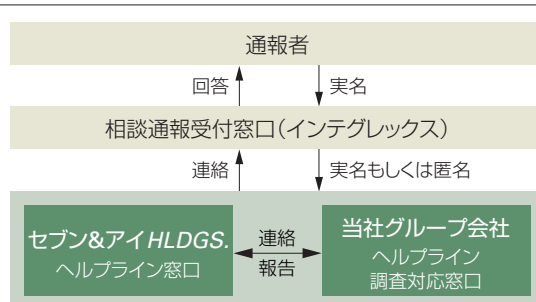 通報者
回答
実名
相談通報受付窓口(インテグレックス)
連絡
実名もしくは匿名
セブン&アイHLDGS.
ヘルプライン窓口
連絡
報告
当社グループ会社
ヘルプライン
調査対応窓口